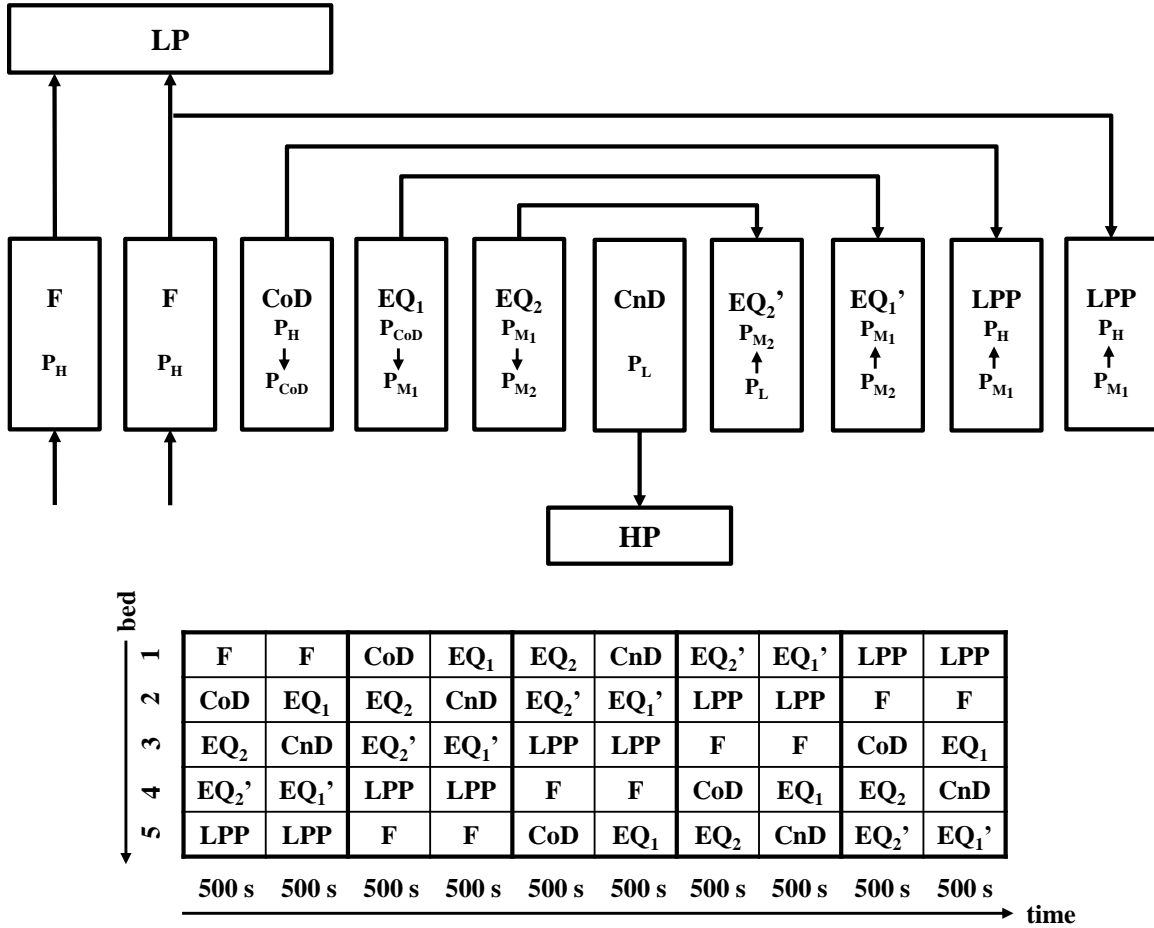 LP
F F CoD EQ₁ EQ₂ CnD EQ₂’ EQ₁’ LPP LPP
P_H P_H P_H P_CoD P_M1 P_L P_M2 P_M1 P_H P_H
P_CoD P_M1 P_M2 P_L P_M2 P_M1 P_M1
HP
bed
1 F F CoD EQ₁ EQ₂ CnD EQ₂’ EQ₁’ LPP LPP
2 CoD EQ₁ EQ₂ CnD EQ₂’ EQ₁’ LPP LPP F F
3 EQ₂ CnD EQ₂’ EQ₁’ LPP LPP F F CoD EQ₁
4 EQ₂’ EQ₁’ LPP LPP F F CoD EQ₁ EQ₂ CnD
5 LPP LPP F F CoD EQ₁ EQ₂ CnD EQ₂’ EQ₁’
500 s 500 s 500 s 500 s 500 s 500 s 500 s 500 s 500 s 500 s
time